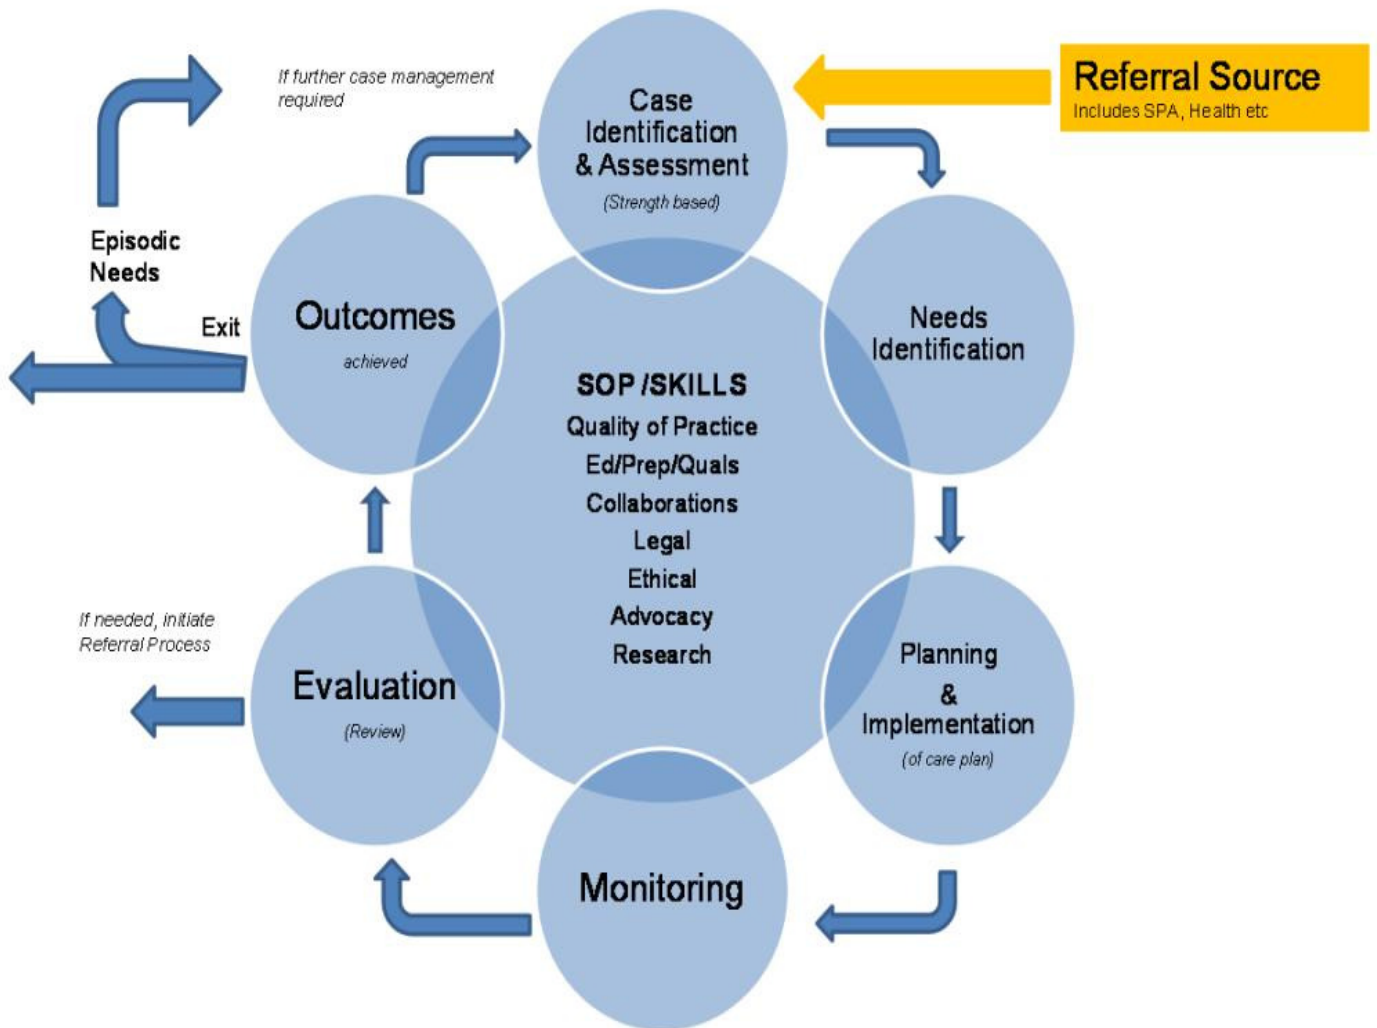 If further case management
required
Case
Identification
& Assessment
(Strength based)
Referral Source
Includes SPA, Health etc
Episodic
Needs
Exit
Outcomes
achieved
Needs
Identification
SOP /SKILLS
Quality of Practice
Ed/Prep/Quals
Collaborations
Legal
Ethical
Advocacy
Research
If needed, initiate
Referral Process
Evaluation
(Review)
Planning
&
Implementation
(of care plan)
Monitoring